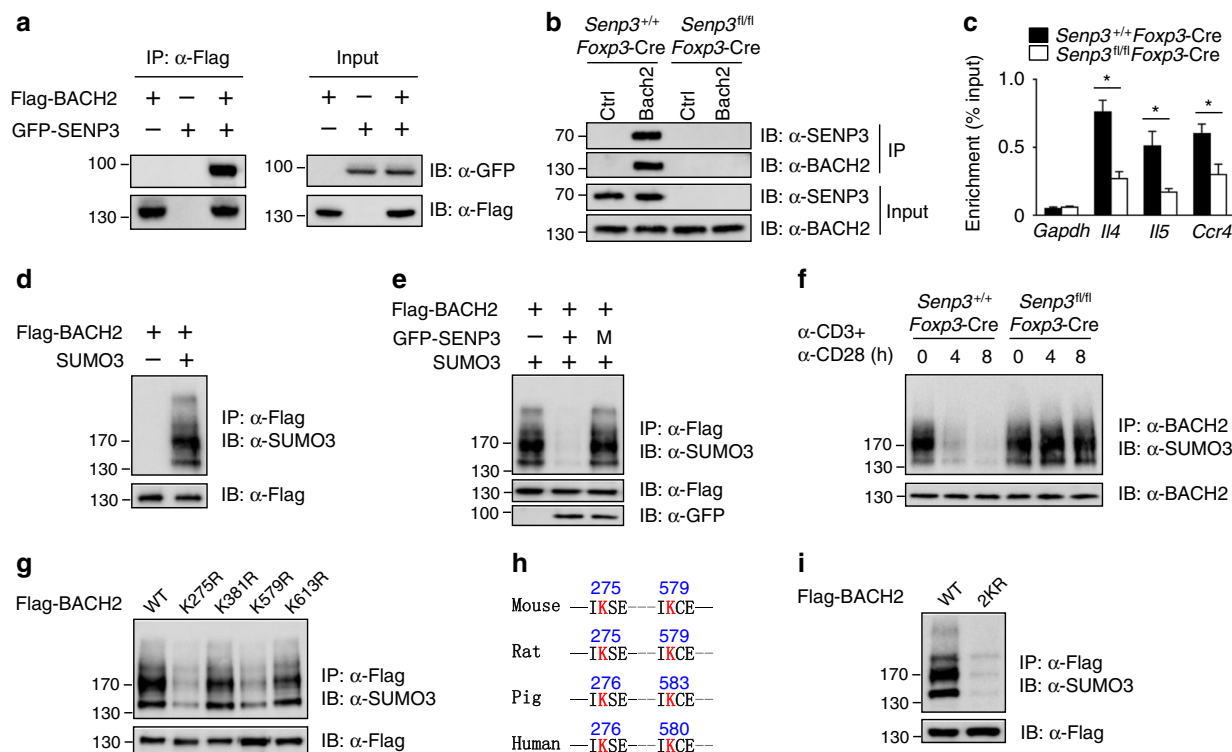 a
IP: α-Flag
Input
Flag-BACH2 + − + + − +
GFP-SENP3 − + + − + +
100 100 IB: α-GFP
130 130 IB: α-Flag
b
Senp3+/+ Senp3fl/fl
Foxp3-Cre Foxp3-Cre
Ctrl Bach2 Ctrl Bach2
70 IB: α-SENP3
130 IB: α-BACH2
IP
70 IB: α-SENP3
130 IB: α-BACH2
Input
c
Senp3+/+Foxp3-Cre
Senp3fl/flFoxp3-Cre
Enrichment (% input)
1.0
0.5
0
* * *
Gapdh Il4 Il5 Ccr4
d
Flag-BACH2 + +
SUMO3 − +
170
130
IP: α-Flag
IB: α-SUMO3
130 IB: α-Flag
e
Flag-BACH2 + + +
GFP-SENP3 − + M
SUMO3 + + +
170
130
IP: α-Flag
IB: α-SUMO3
130 IB: α-Flag
100 IB: α-GFP
f
Senp3+/+ Senp3fl/fl
Foxp3-Cre Foxp3-Cre
α-CD3+
α-CD28 (h) 0 4 8 0 4 8
170
130
IP: α-BACH2
IB: α-SUMO3
130 IB: α-BACH2
g
Flag-BACH2 WT K275R K381R K579R K613R
170
130
IP: α-Flag
IB: α-SUMO3
130 IB: α-Flag
h
275 579
Mouse —IKSE---IKCE—
275 579
Rat —IKSE---IKCE--
276 583
Pig —IKSE---IKCE--
276 580
Human —IKSE---IKCE--
i
Flag-BACH2 WT 2KR
170
130
IP: α-Flag
IB: α-SUMO3
130 IB: α-Flag